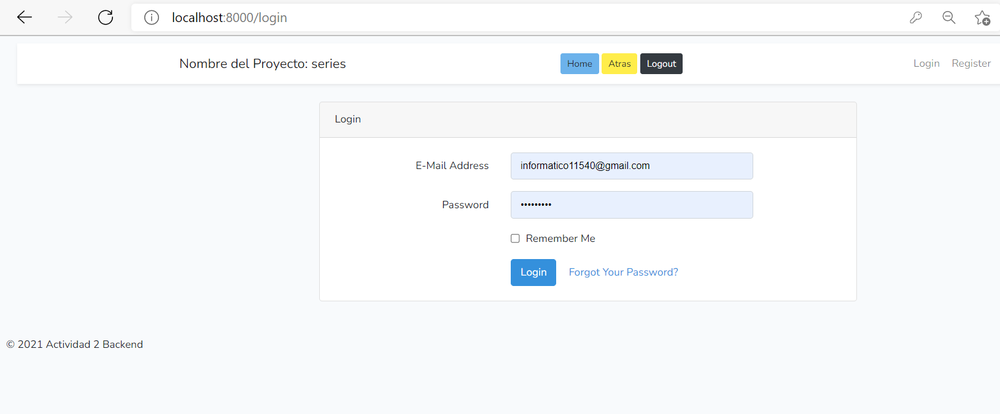 localhost:8000/login
Nombre del Proyecto: series Home Atras Logout Login Register
Login
E-Mail Address informatico11540@gmail.com
Password •••••••••
Remember Me
Login Forgot Your Password?
© 2021 Actividad 2 Backend